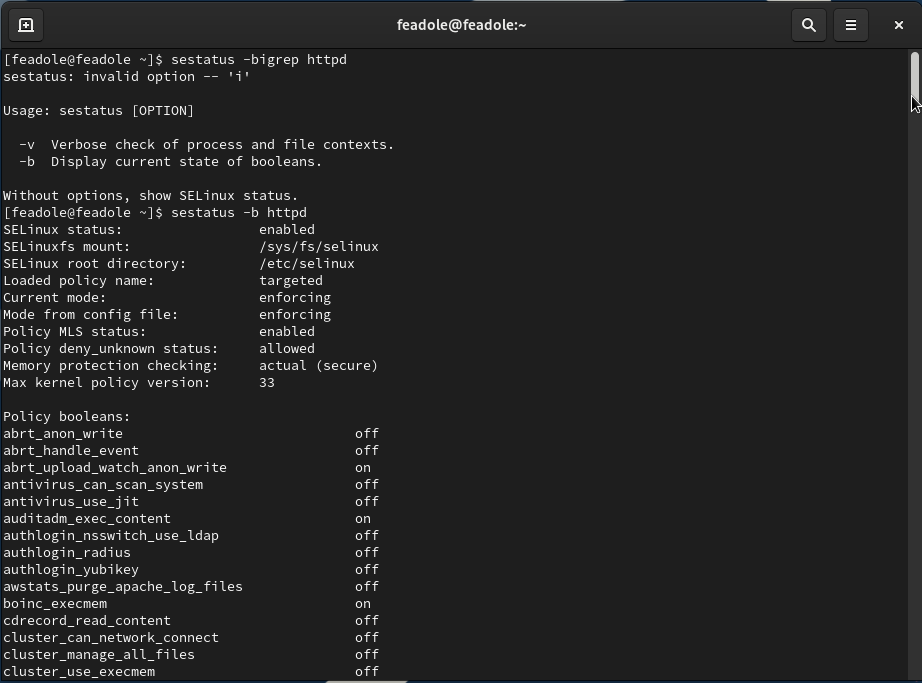 feadole@feadole:~
[feadole@feadole ~]$ sestatus -bigrep httpd
sestatus: invalid option -- 'i'
Usage: sestatus [OPTION]
-v  Verbose check of process and file contexts.
-b  Display current state of booleans.
Without options, show SELinux status.
[feadole@feadole ~]$ sestatus -b httpd
SELinux status:                 enabled
SELinuxfs mount:                /sys/fs/selinux
SELinux root directory:         /etc/selinux
Loaded policy name:             targeted
Current mode:                   enforcing
Mode from config file:          enforcing
Policy MLS status:              enabled
Policy deny_unknown status:     allowed
Memory protection checking:     actual (secure)
Max kernel policy version:      33
Policy booleans:
abrt_anon_write                             off
abrt_handle_event                           off
abrt_upload_watch_anon_write                on
antivirus_can_scan_system                   off
antivirus_use_jit                           off
auditadm_exec_content                       on
authlogin_nsswitch_use_ldap                 off
authlogin_radius                            off
authlogin_yubikey                           off
awstats_purge_apache_log_files              off
boinc_execmem                               on
cdrecord_read_content                       off
cluster_can_network_connect                 off
cluster_manage_all_files                    off
cluster_use_execmem                         off